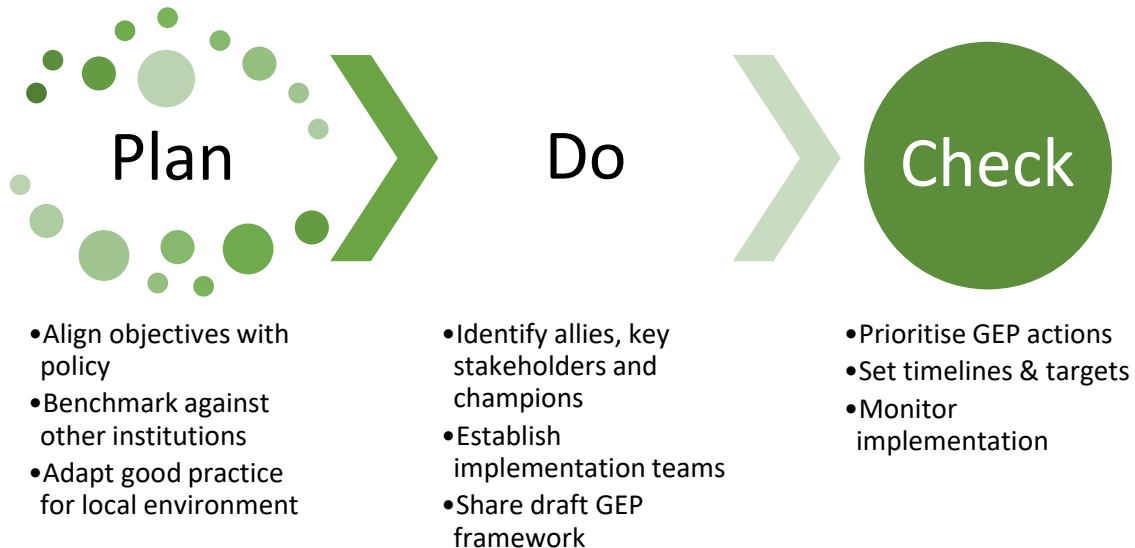 Plan
•Align objectives with
policy
•Benchmark against
other institutions
•Adapt good practice
for local environment
Do
•Identify allies, key
stakeholders and
champions
•Establish
implementation teams
•Share draft GEP
framework
Check
•Prioritise GEP actions
•Set timelines & targets
•Monitor
implementation